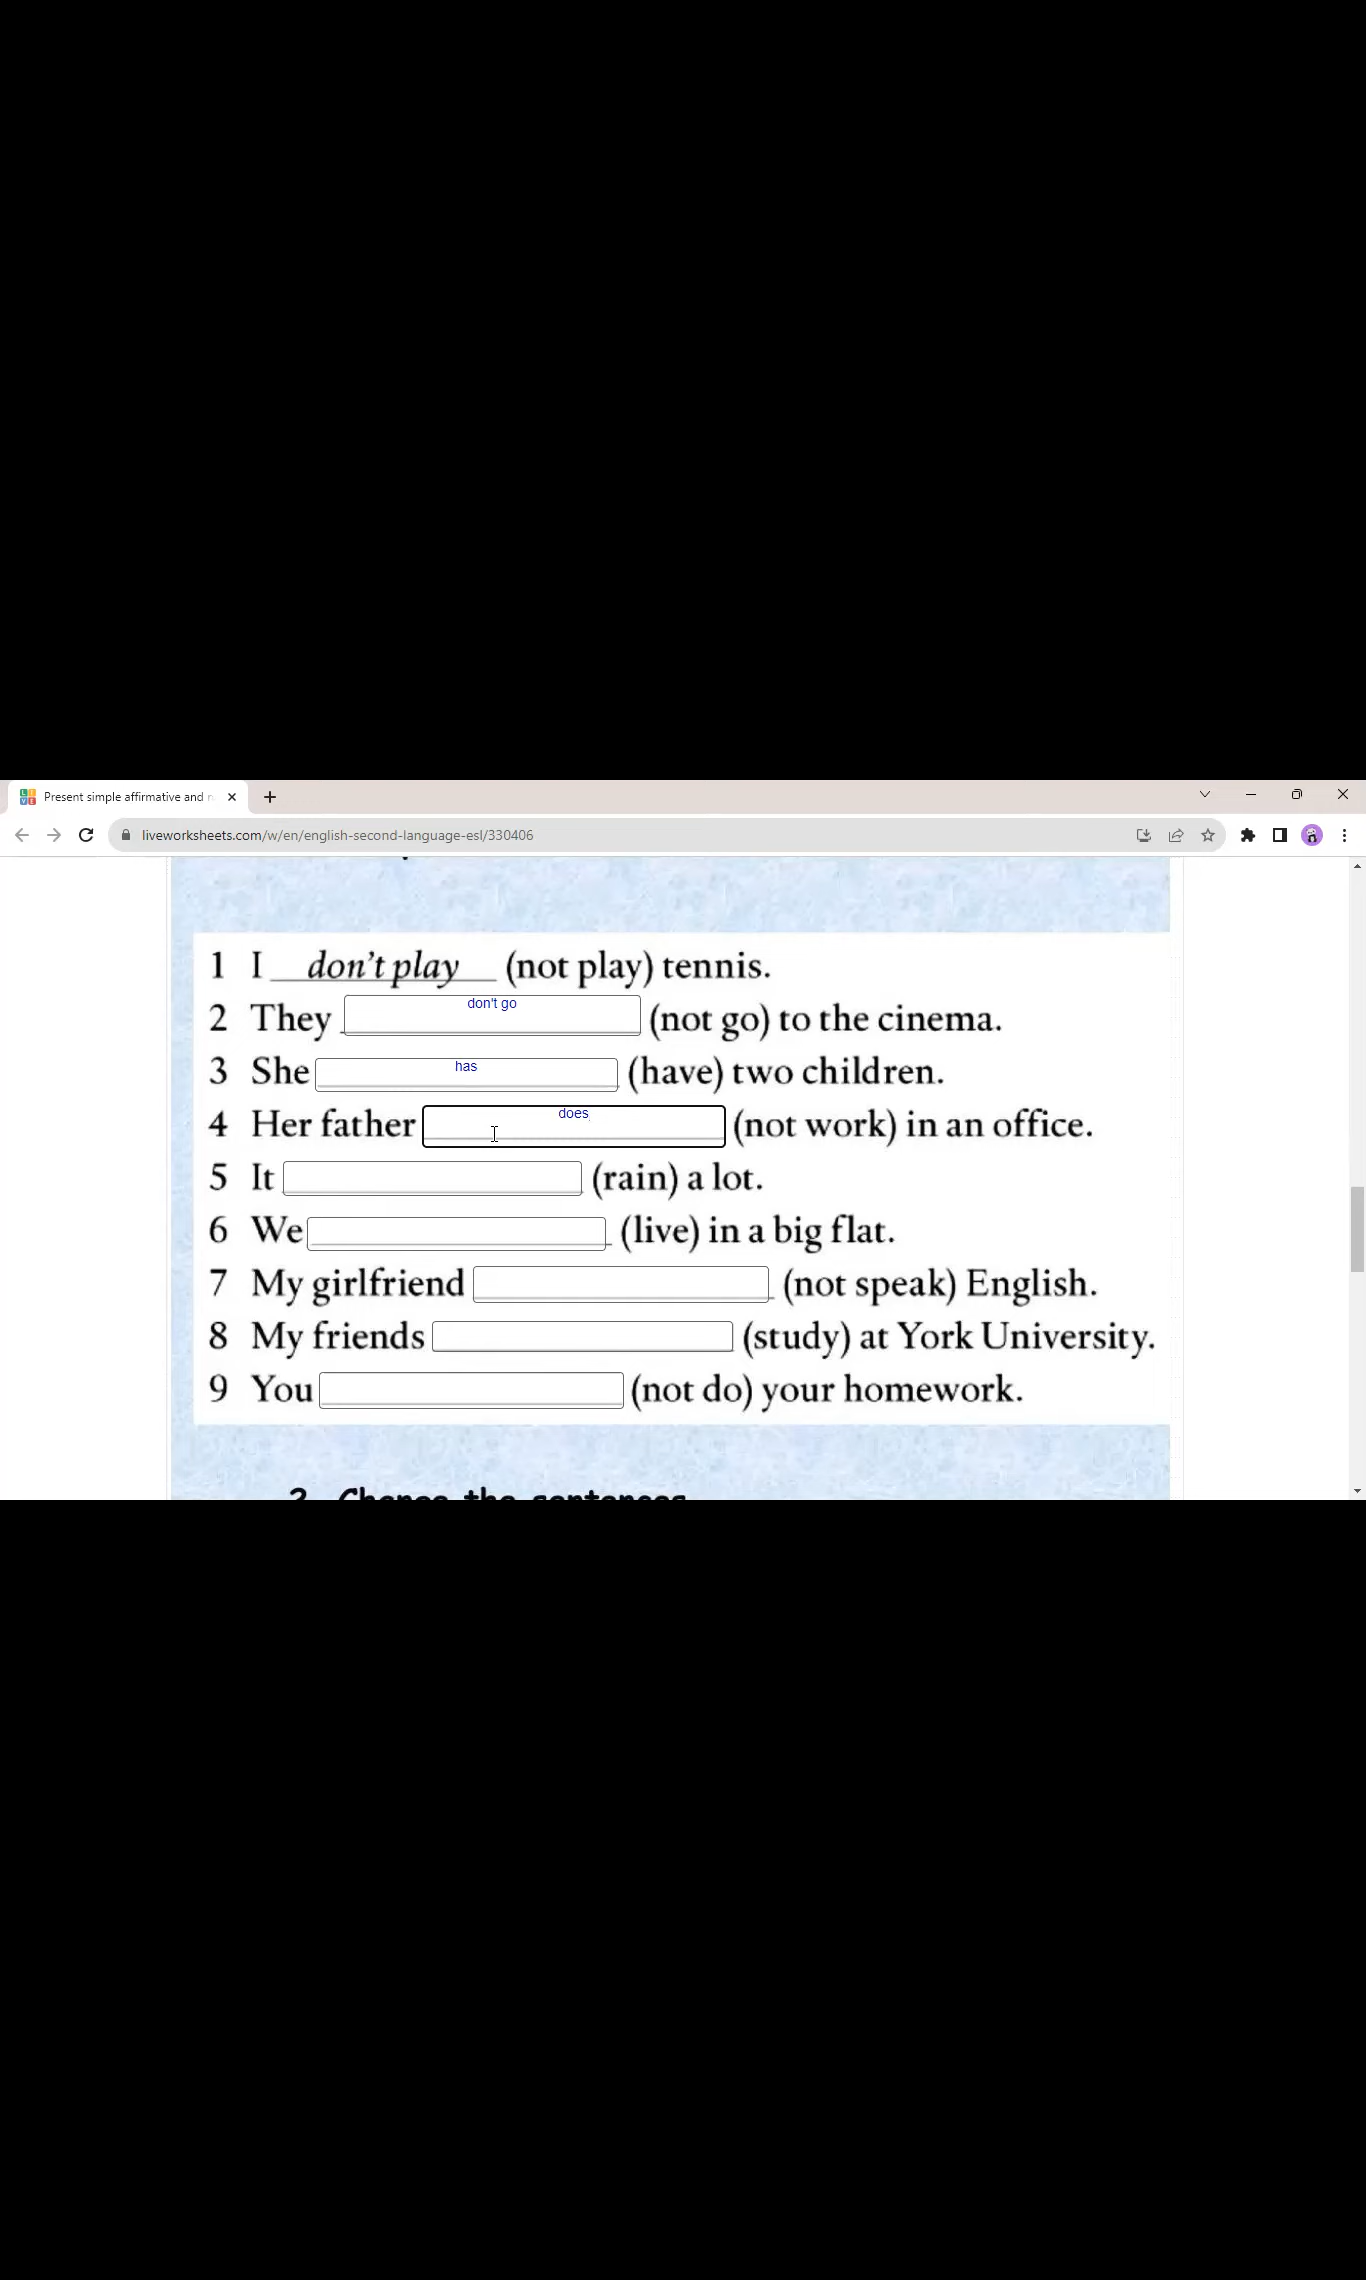 Present simple affirmative and n
liveworksheets.com/w/en/english-second-language-esl/330406
1 I don't play (not play) tennis.
2 They don't go (not go) to the cinema.
3 She has (have) two children.
4 Her father does (not work) in an office.
5 It (rain) a lot.
6 We (live) in a big flat.
7 My girlfriend (not speak) English.
8 My friends (study) at York University.
9 You (not do) your homework.
Change the sentences